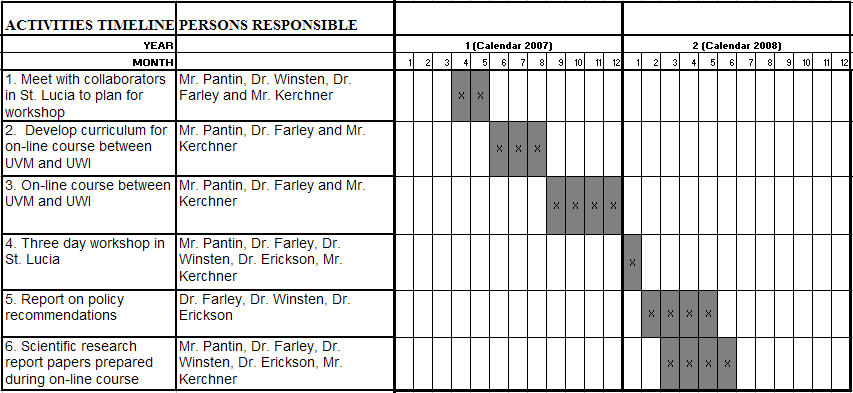 ACTIVITIES TIMELINE PERSONS RESPONSIBLE
YEAR 1 (Calendar 2007) 2 (Calendar 2008)
MONTH 1 2 3 4 5 6 7 8 9 10 11 12 1 2 3 4 5 6 7 8 9 10 11 12
1. Meet with collaborators
in St. Lucia to plan for
workshop
Mr. Pantin, Dr. Winsten, Dr.
Farley and Mr. Kerchner
x x
2. Develop curriculum for
on-line course between
UVM and UWI
Mr. Pantin, Dr. Farley and Mr.
Kerchner
x x x
3. On-line course between
UVM and UWI
Mr. Pantin, Dr. Farley and Mr.
Kerchner
x x x x
4. Three day workshop in
St. Lucia
Mr. Pantin, Dr. Farley, Dr.
Winsten, Dr. Erickson, Mr.
Kerchner
x
5. Report on policy
recommendations
Dr. Farley, Dr. Winsten, Dr.
Erickson
x x x x
6. Scientific research
report papers prepared
during on-line course
Mr. Pantin, Dr. Farley, Dr.
Winsten, Dr. Erickson, Mr.
Kerchner
x x x x